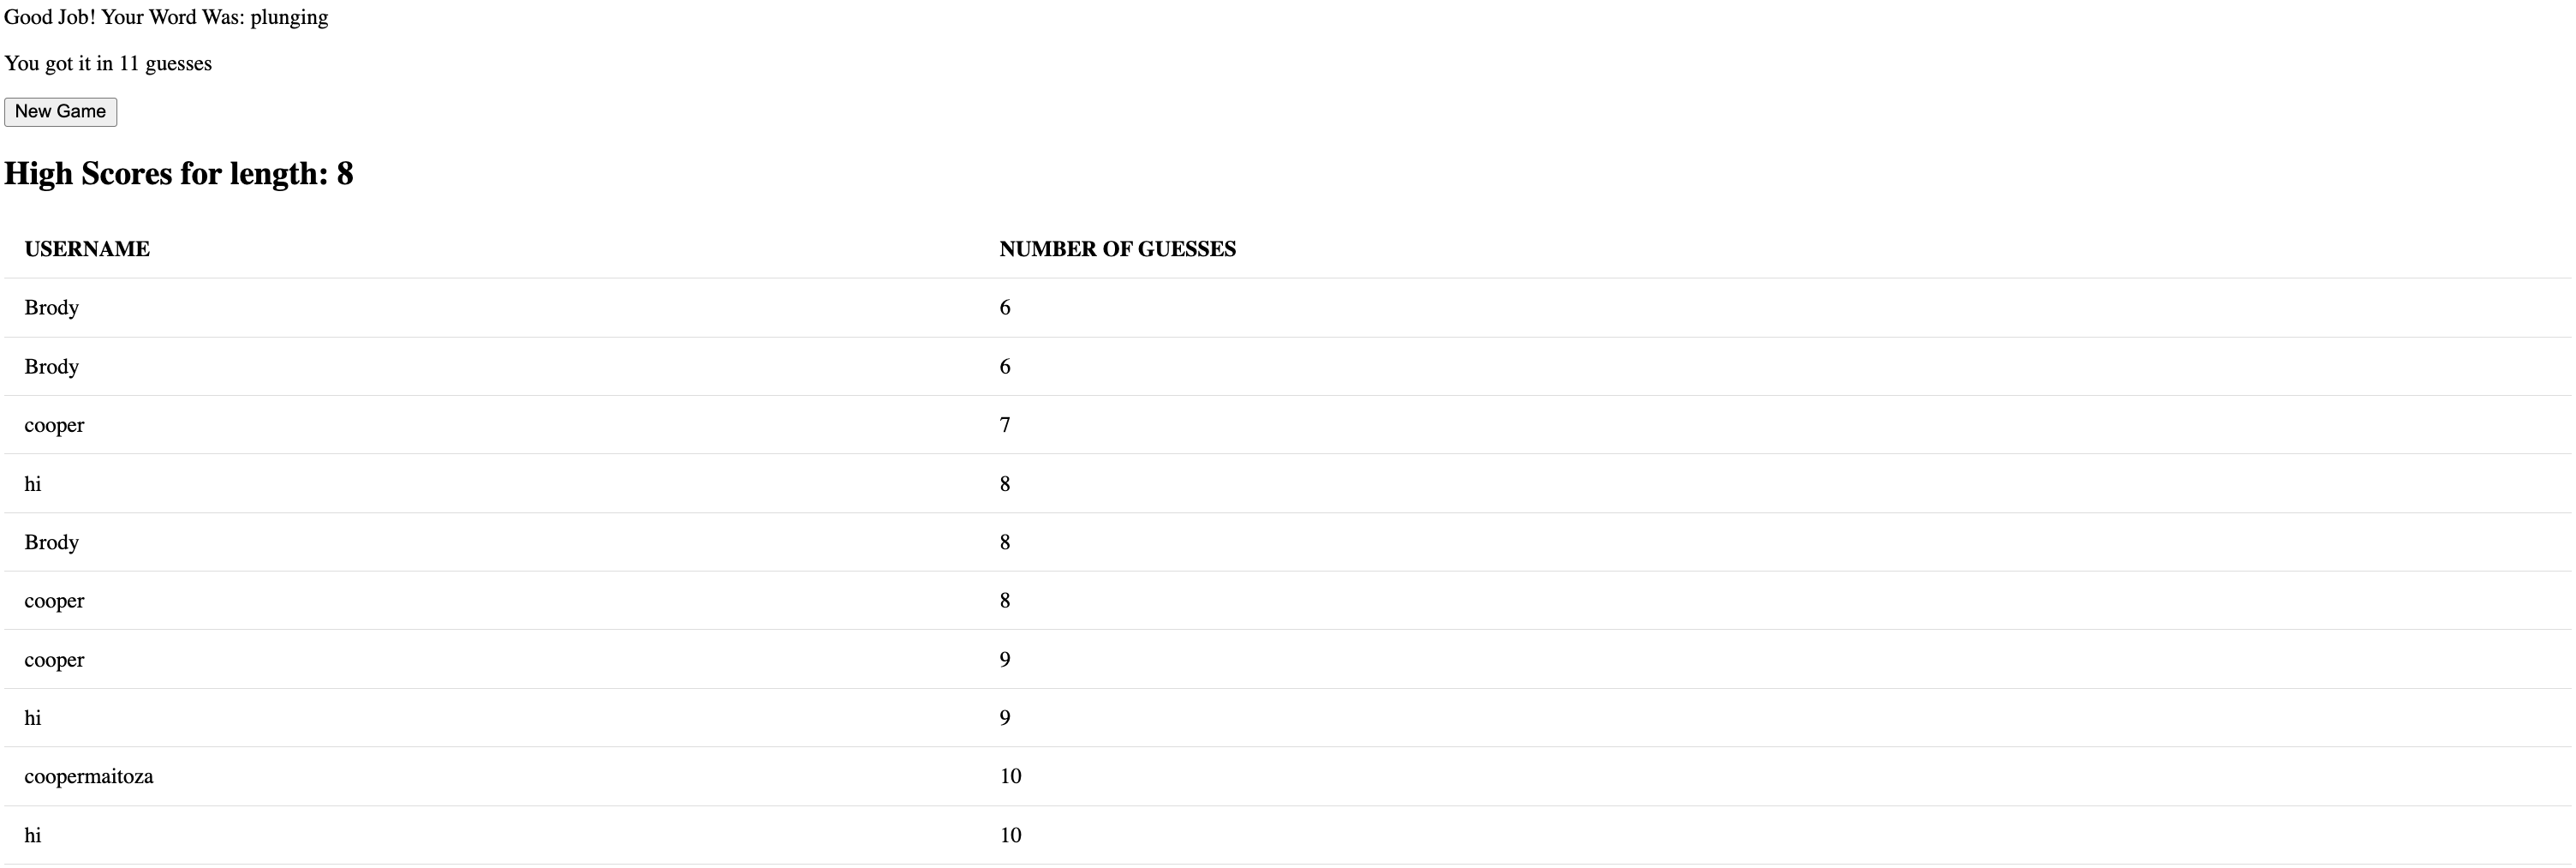 Good Job! Your Word Was: plunging
You got it in 11 guesses
New Game
High Scores for length: 8
USERNAME NUMBER OF GUESSES
Brody 6
Brody 6
cooper 7
hi 8
Brody 8
cooper 8
cooper 9
hi 9
coopermaitoza 10
hi 10